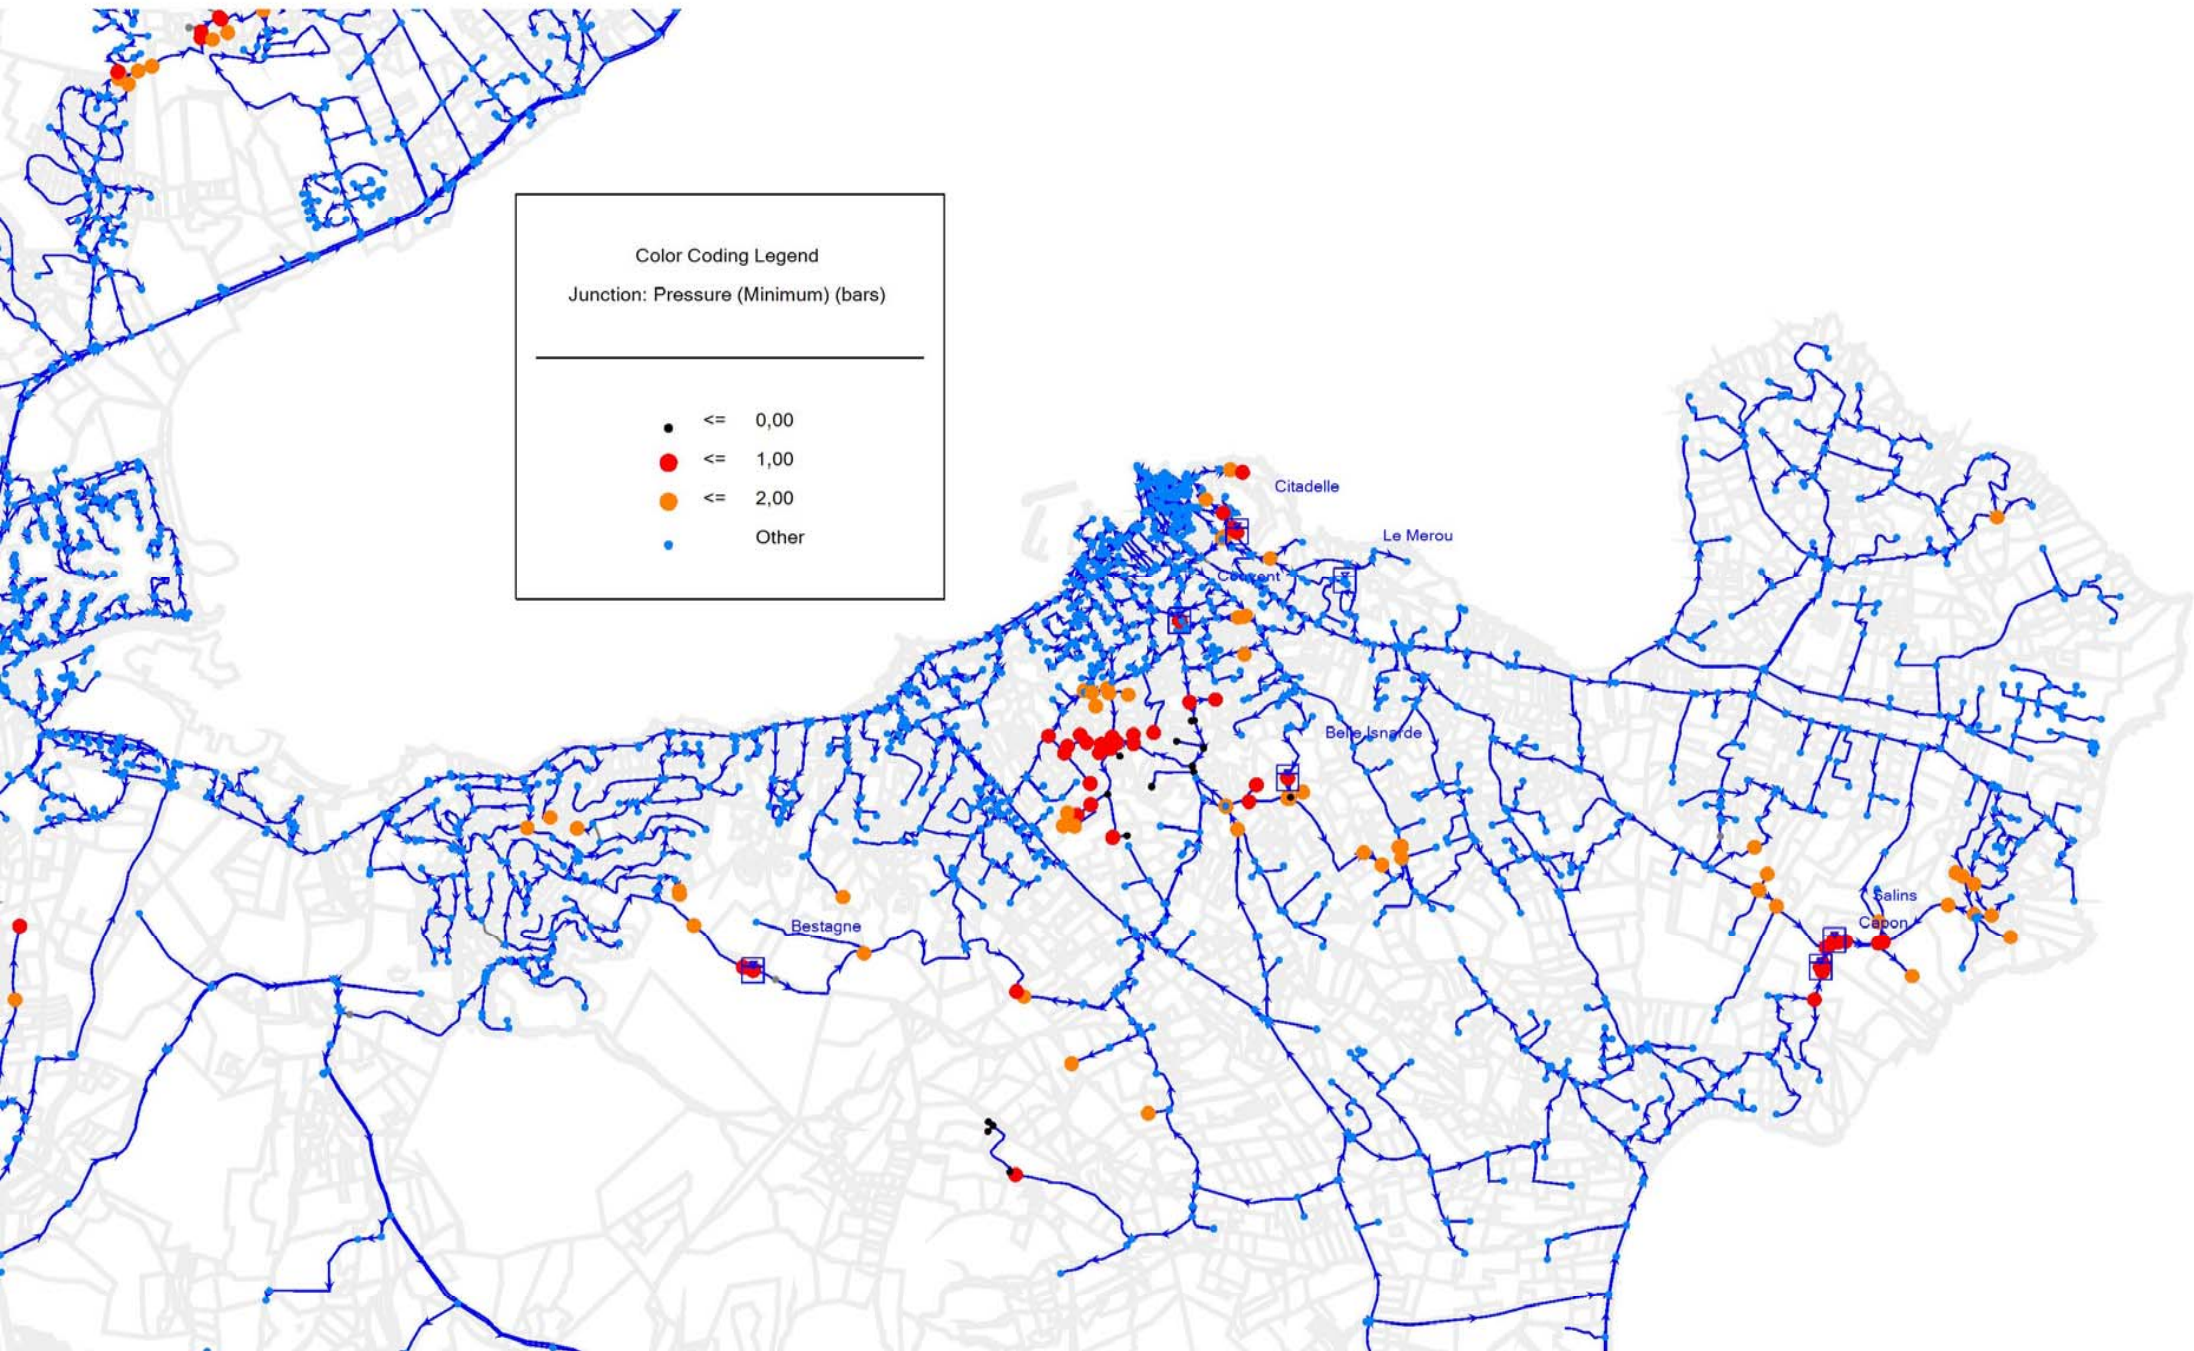 Color Coding Legend
Junction: Pressure (Minimum) (bars)
<= 0,00
<= 1,00
<= 2,00
Other
Citadelle
Le Merou
Couvent
Belle Isnarde
Salins
Capon
Bestagne